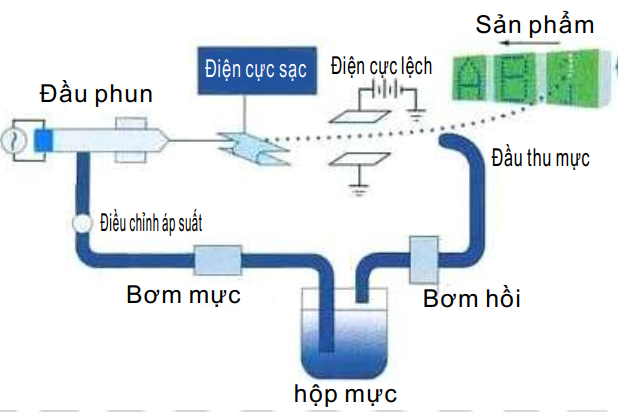 Sản phẩm
Điện cực sạc
Điện cực lệch
Đầu phun
A B
Đầu thu mực
Điều chỉnh áp suất
Bơm mực
Bơm hồi
hộp mực